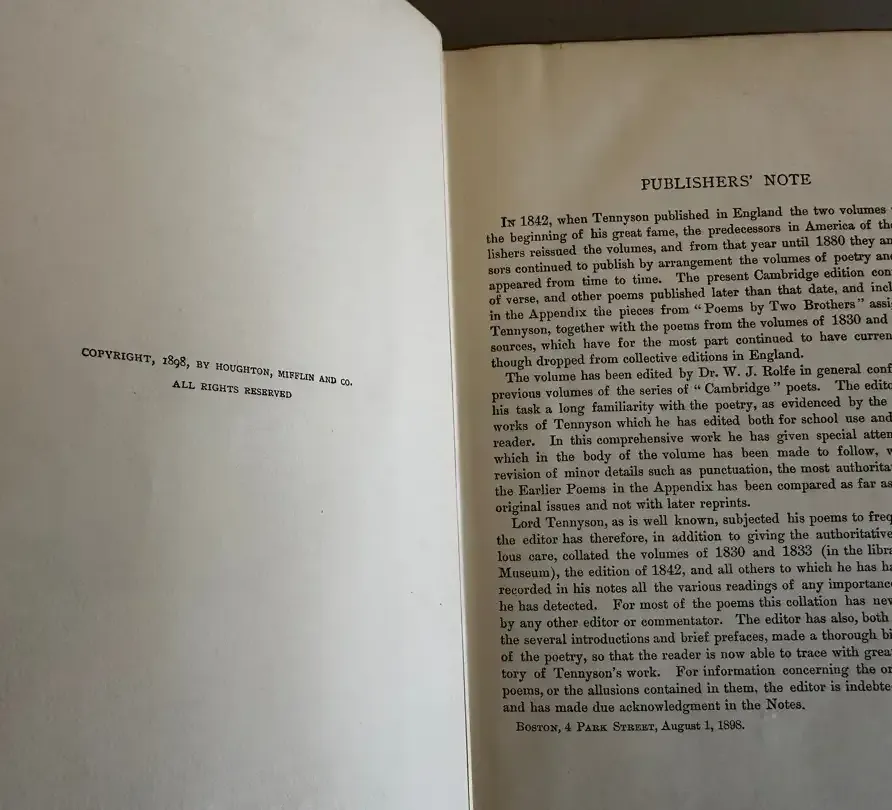 COPYRIGHT, 1898, BY HOUGHTON, MIFFLIN AND CO.
ALL RIGHTS RESERVED
PUBLISHERS' NOTE
IN 1842, when Tennyson published in England the two volumes
the beginning of his great fame, the predecessors in America of the
lishers reissued the volumes, and from that year until 1880 they an
sors continued to publish by arrangement the volumes of poetry an
appeared from time to time. The present Cambridge edition con
of verse, and other poems published later than that date, and incl
in the Appendix the pieces from "Poems by Two Brothers" assi
Tennyson, together with the poems from the volumes of 1830 and
sources, which have for the most part continued to have curren
though dropped from collective editions in England.
The volume has been edited by Dr. W. J. Rolfe in general conf
previous volumes of the series of "Cambridge" poets. The edito
his task a long familiarity with the poetry, as evidenced by the
works of Tennyson which he has edited both for school use and
reader. In this comprehensive work he has given special atten
which in the body of the volume has been made to follow, w
revision of minor details such as punctuation, the most authorita
the Earlier Poems in the Appendix has been compared as far as
original issues and not with later reprints.
Lord Tennyson, as is well known, subjected his poems to freq
the editor has therefore, in addition to giving the authoritative
lous care, collated the volumes of 1830 and 1833 (in the libra
Museum), the edition of 1842, and all others to which he has ha
recorded in his notes all the various readings of any importance
he has detected. For most of the poems this collation has nev
by any other editor or commentator. The editor has also, both
the several introductions and brief prefaces, made a thorough bi
of the poetry, so that the reader is now able to trace with grea
tory of Tennyson's work. For information concerning the or
poems, or the allusions contained in them, the editor is indebte
and has made due acknowledgment in the Notes.
BOSTON, 4 PARK STREET, August 1, 1898.